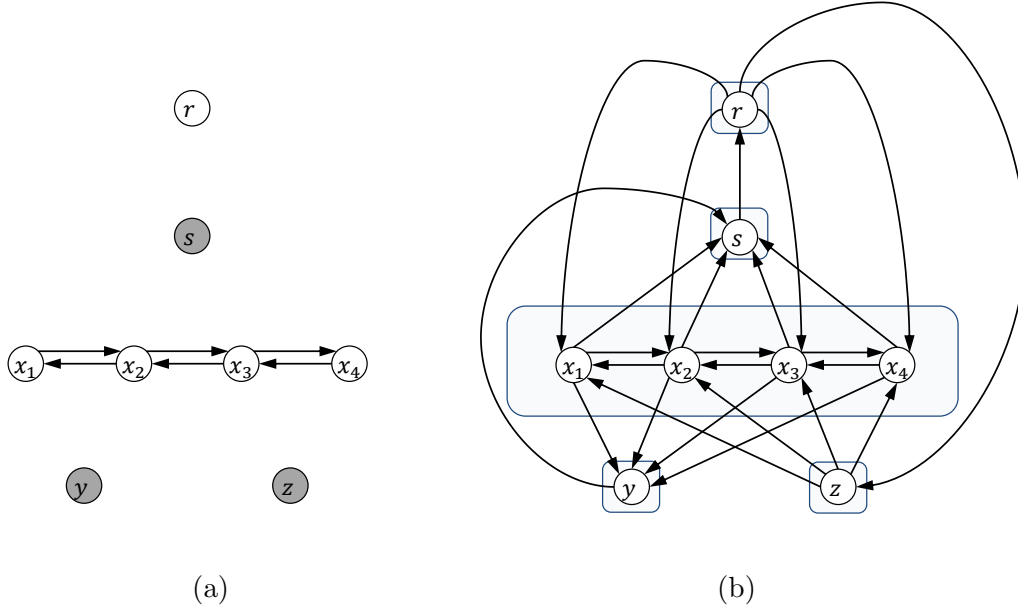 r
r
s
s
x₁ x₂ x₃ x₄
x₁ x₂ x₃ x₄
y z
y z
(a) (b)